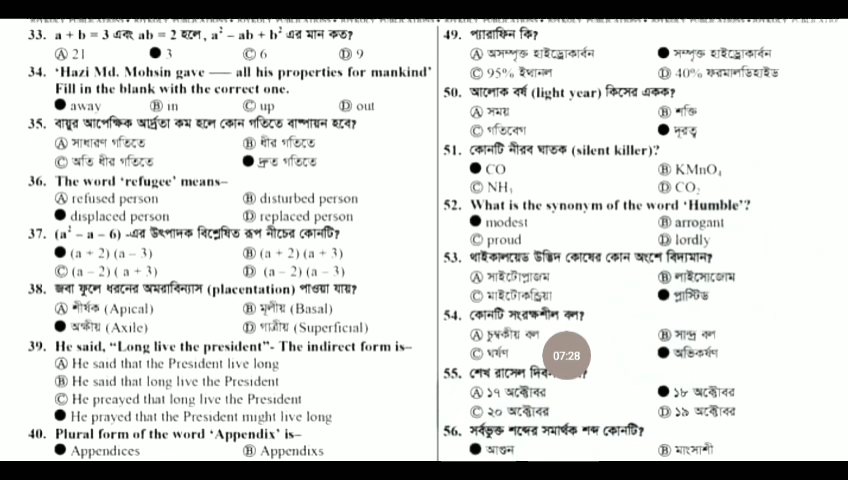 33. a + b = 3 এবং ab = 2 হলে, a² – ab + b² এর মান কত?
Ⓐ 21 ● 3 Ⓒ 6 Ⓓ 9
34. ‘Hazi Md. Mohsin gave — all his properties for mankind’
Fill in the blank with the correct one.
● away Ⓑ in Ⓒ up Ⓓ out
35. বায়ুর আপেক্ষিক আর্দ্রতা কম হলে কোন গতিতে বাষ্পায়ন হবে?
Ⓐ সাধারণ গতিতে Ⓑ ধীর গতিতে
Ⓒ অতি ধীর গতিতে ● দ্রুত গতিতে
36. The word ‘refugee’ means–
Ⓐ refused person Ⓑ disturbed person
● displaced person Ⓓ replaced person
37. (a² – a – 6) -এর উৎপাদক বিশ্লেষিত রূপ নীচের কোনটি?
● (a + 2) (a – 3) Ⓑ (a + 2) (a + 3)
Ⓒ (a – 2) ( a + 3) Ⓓ (a – 2) (a – 3)
38. জবা ফুলে ধরনের অমরাবিন্যাস (placentation) পাওয়া যায়?
Ⓐ শীর্ষক (Apical) Ⓑ মূলীয় (Basal)
● অক্ষীয় (Axile) Ⓓ গাত্রীয় (Superficial)
39. He said, “Long live the president”- The indirect form is–
Ⓐ He said that the President live long
Ⓑ He said that long live the President
Ⓒ He preayed that long live the President
● He prayed that the President might live long
40. Plural form of the word ‘Appendix’ is–
● Appendices Ⓑ Appendixs
49. প্যারাফিন কি?
Ⓐ অসম্পৃক্ত হাইড্রোকার্বন ● সম্পৃক্ত হাইড্রোকার্বন
Ⓒ 95% ইথানল Ⓓ 40% ফরমালডিহাইড
50. আলোক বর্ষ (light year) কিসের একক?
Ⓐ সময় Ⓑ শক্তি
Ⓒ গতিবেগ ● দূরত্ব
51. কোনটি নীরব ঘাতক (silent killer)?
● CO Ⓑ KMnO₄
Ⓒ NH₃ Ⓓ CO₂
52. What is the synonym of the word ‘Humble’?
● modest Ⓑ arrogant
Ⓒ proud Ⓓ lordly
53. থাইকালয়েড উদ্ভিদ কোষের কোন অংশে বিদ্যমান?
Ⓐ সাইটোপ্লাজম Ⓑ লাইসোজোম
Ⓒ মাইটোকন্ড্রিয়া ● প্লাস্টিড
54. কোনটি সংরক্ষণশীল বল?
Ⓐ চুম্বকীয় বল Ⓑ সান্দ্র বল
Ⓒ ঘর্ষণ ● অভিকর্ষণ
07:28
55. শেখ রাসেল
Ⓐ ১৭ অক্টোবর ● ১৮ অক্টোবর
Ⓒ ২০ অক্টোবর Ⓓ ১৯ অক্টোবর
56. সর্বভুক্ত শব্দের সমার্থক শব্দ কোনটি?
● আগুন Ⓑ মাংসাশী